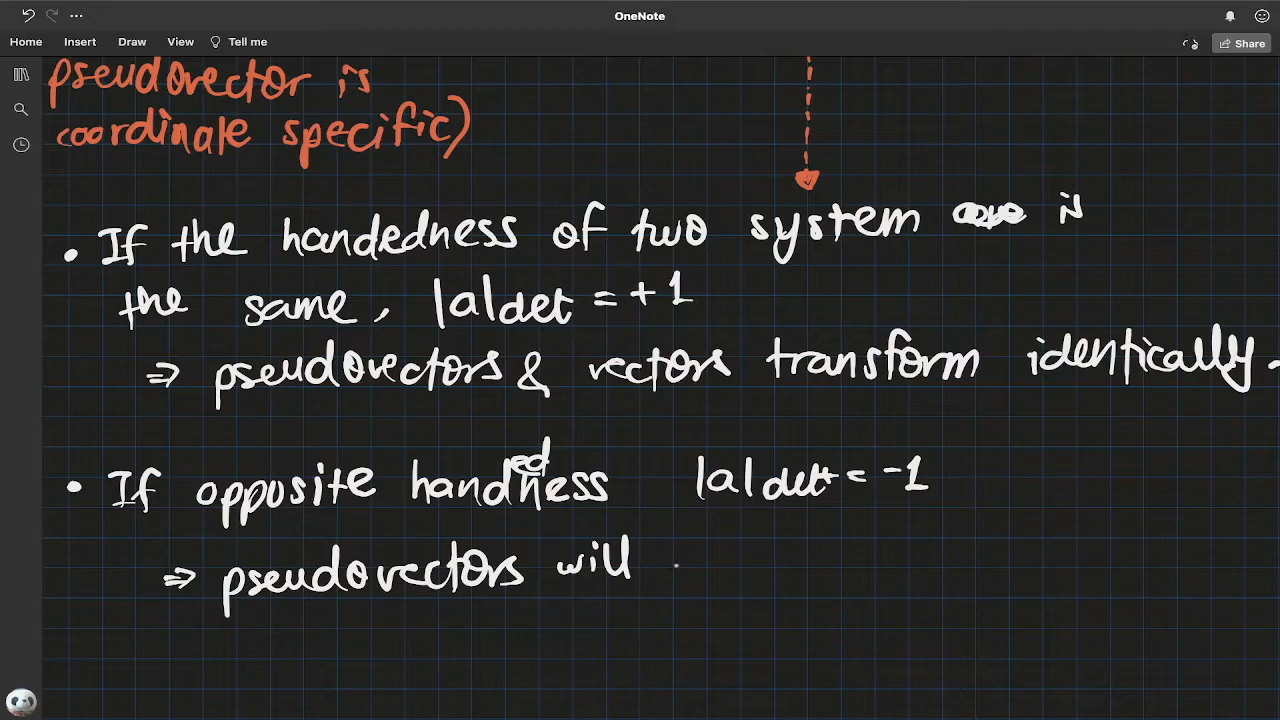 OneNote
Home Insert Draw View Tell me Share
pseudovector is
coordinate specific)
• If the handedness of two system is
the same, |a|det = +1
⇒ pseudovectors & vectors transform identically.
• If opposite handedness |a|det = -1
⇒ pseudovectors will